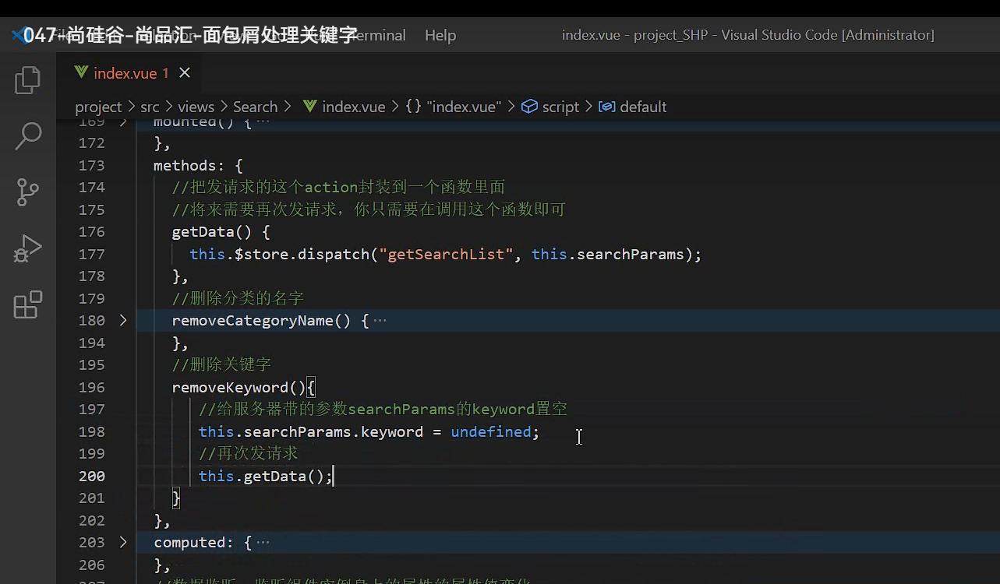 047-尚硅谷-尚品汇-面包屑处理关键字
Terminal Help index.vue - project_SHP - Visual Studio Code [Administrator]
index.vue 1
project > src > views > Search > index.vue > {} "index.vue" > script > default
169 mounted() { ···
172 },
173 methods: {
174 //把发请求的这个action封装到一个函数里面
175 //将来需要再次发请求，你只需要在调用这个函数即可
176 getData() {
177 this.$store.dispatch("getSearchList", this.searchParams);
178 },
179 //删除分类的名字
180 removeCategoryName() { ···
194 },
195 //删除关键字
196 removeKeyword(){
197 //给服务器带的参数searchParams的keyword置空
198 this.searchParams.keyword = undefined;
199 //再次发请求
200 this.getData();
201 }
202 },
203 computed: { ···
206 },
207 //数据监听：监听组件实例身上的属性的属性值变化